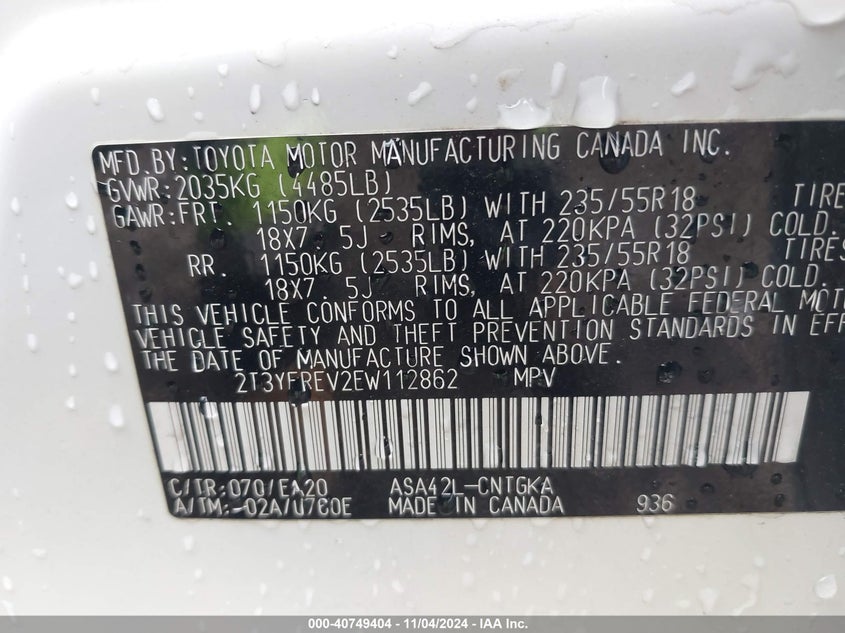 MFD.BY:TOYOTA MOTOR MANUFACTURING CANADA INC.
GVWR:2035KG (4485LB)
GAWR:FRT. 1150KG (2535LB) WITH 235/55R18 TIRE
18X7.5J RIMS, AT 220KPA (32PSI) COLD.
RR. 1150KG (2535LB) WITH 235/55R18 TIRES
18X7.5J RIMS, AT 220KPA (32PSI) COLD.
THIS VEHICLE CONFORMS TO ALL APPLICABLE FEDERAL MOT
VEHICLE SAFETY AND THEFT PREVENTION STANDARDS IN EFF
THE DATE OF MANUFACTURE SHOWN ABOVE.
2T3YFREV2EW112862 MPV
C/TR:070/EA20 ASA42L-CNTGKA
A/TM:-02A/U760E MADE IN CANADA 936
000-40749404 - 11/04/2024 - IAA Inc.